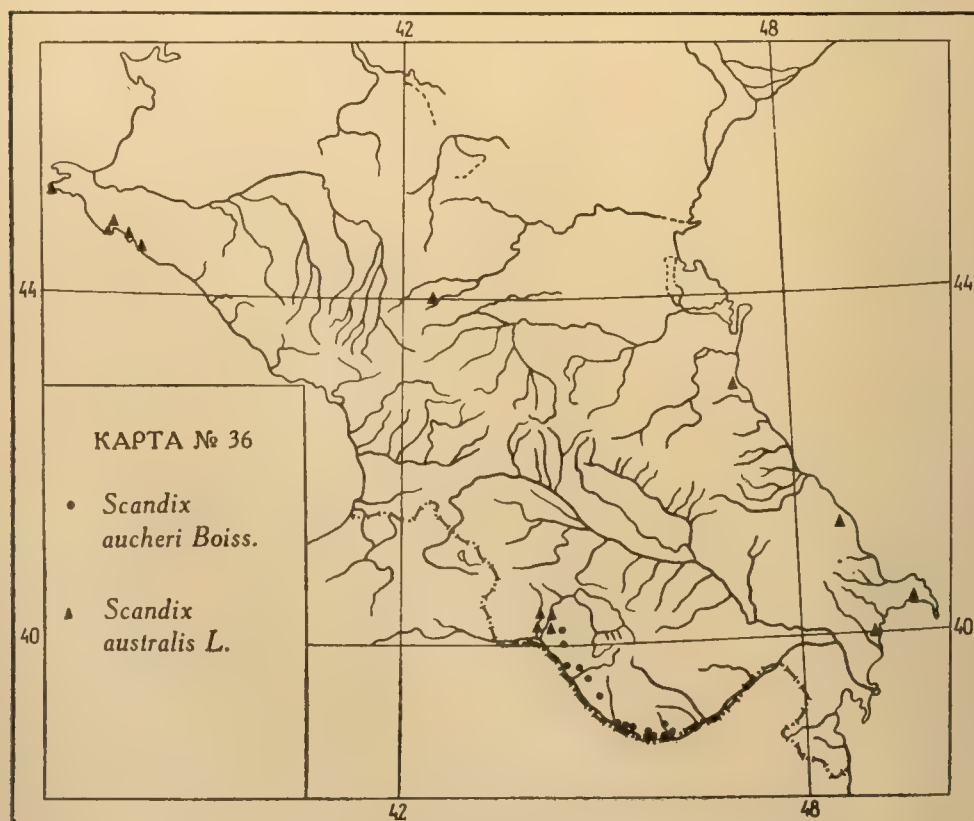 42 48
44 44
КАРТА № 36
Scandix
aucheri Boiss.
Scandix
australis L.
40 40
42 48